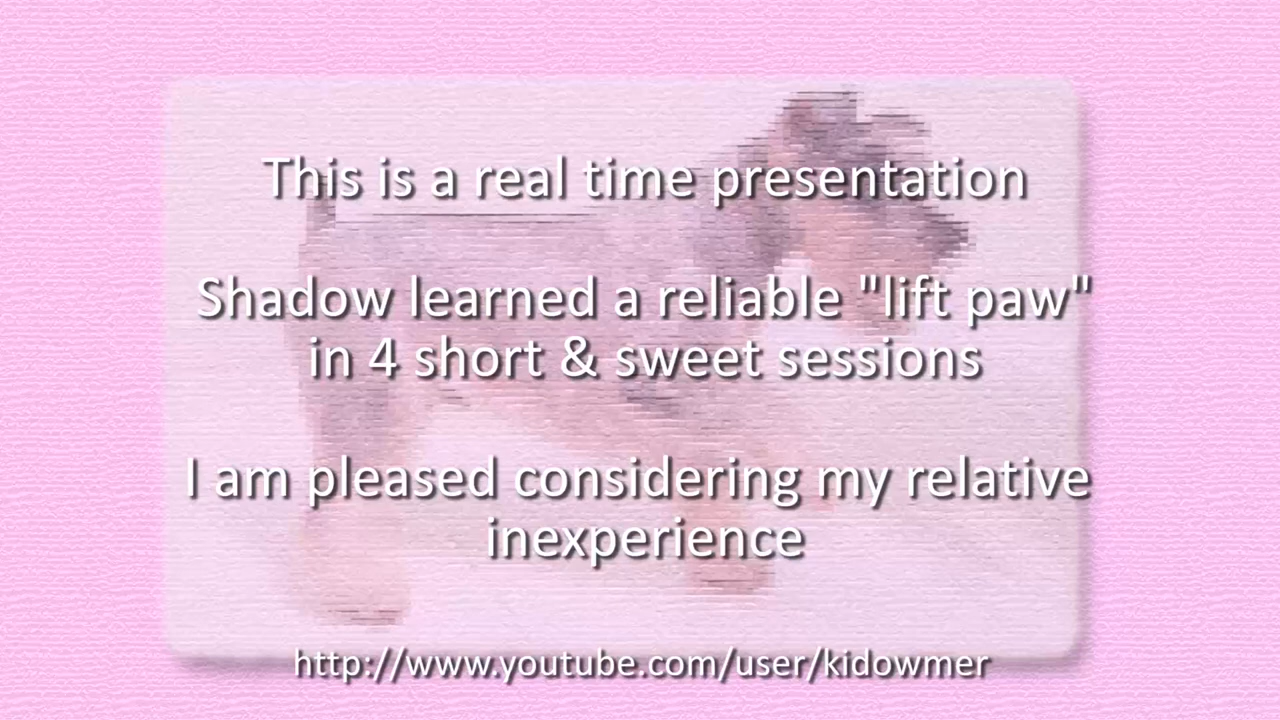 This is a real time presentation
Shadow learned a reliable "lift paw"
in 4 short & sweet sessions
I am pleased considering my relative
inexperience
http://www.youtube.com/user/kidowmer